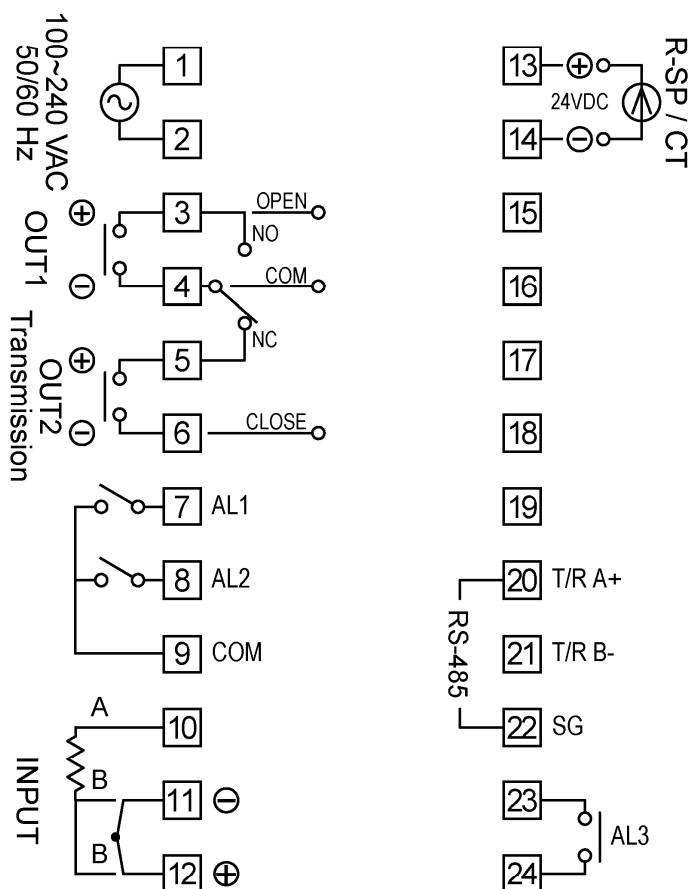 100~240 VAC
50/60 Hz
1
2
OUT1
+
−
3
OPEN
NO
4
COM
NC
OUT2
Transmission
+
−
5
6
CLOSE
7 AL1
8 AL2
9 COM
INPUT
A
10
B
11 −
B
12 +
R-SP / CT
13 +
24VDC
14 −
15
16
17
18
19
RS-485
20 T/R A+
21 T/R B-
22 SG
23
AL3
24